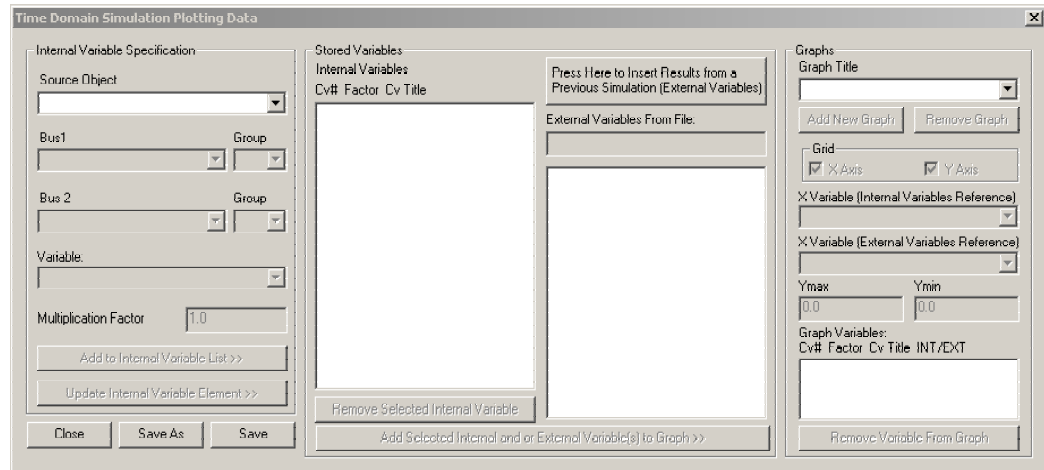 Time Domain Simulation Plotting Data
Internal Variable Specification
Source Object
Bus1 Group
Bus 2 Group
Variable:
Multiplication Factor 1.0
Add to Internal Variable List >>
Update Internal Variable Element >>
Close Save As Save
Stored Variables
Internal Variables
Cv# Factor Cv Title
Remove Selected Internal Variable
Press Here to Insert Results from a
Previous Simulation (External Variables)
External Variables From File:
Add Selected Internal and or External Variable(s) to Graph >>
Graphs
Graph Title
Add New Graph Remove Graph
Grid
X Axis Y Axis
X Variable (Internal Variables Reference)
X Variable (External Variables Reference)
Ymax Ymin
0.0 0.0
Graph Variables:
Cv# Factor Cv Title INT/EXT
Remove Variable From Graph